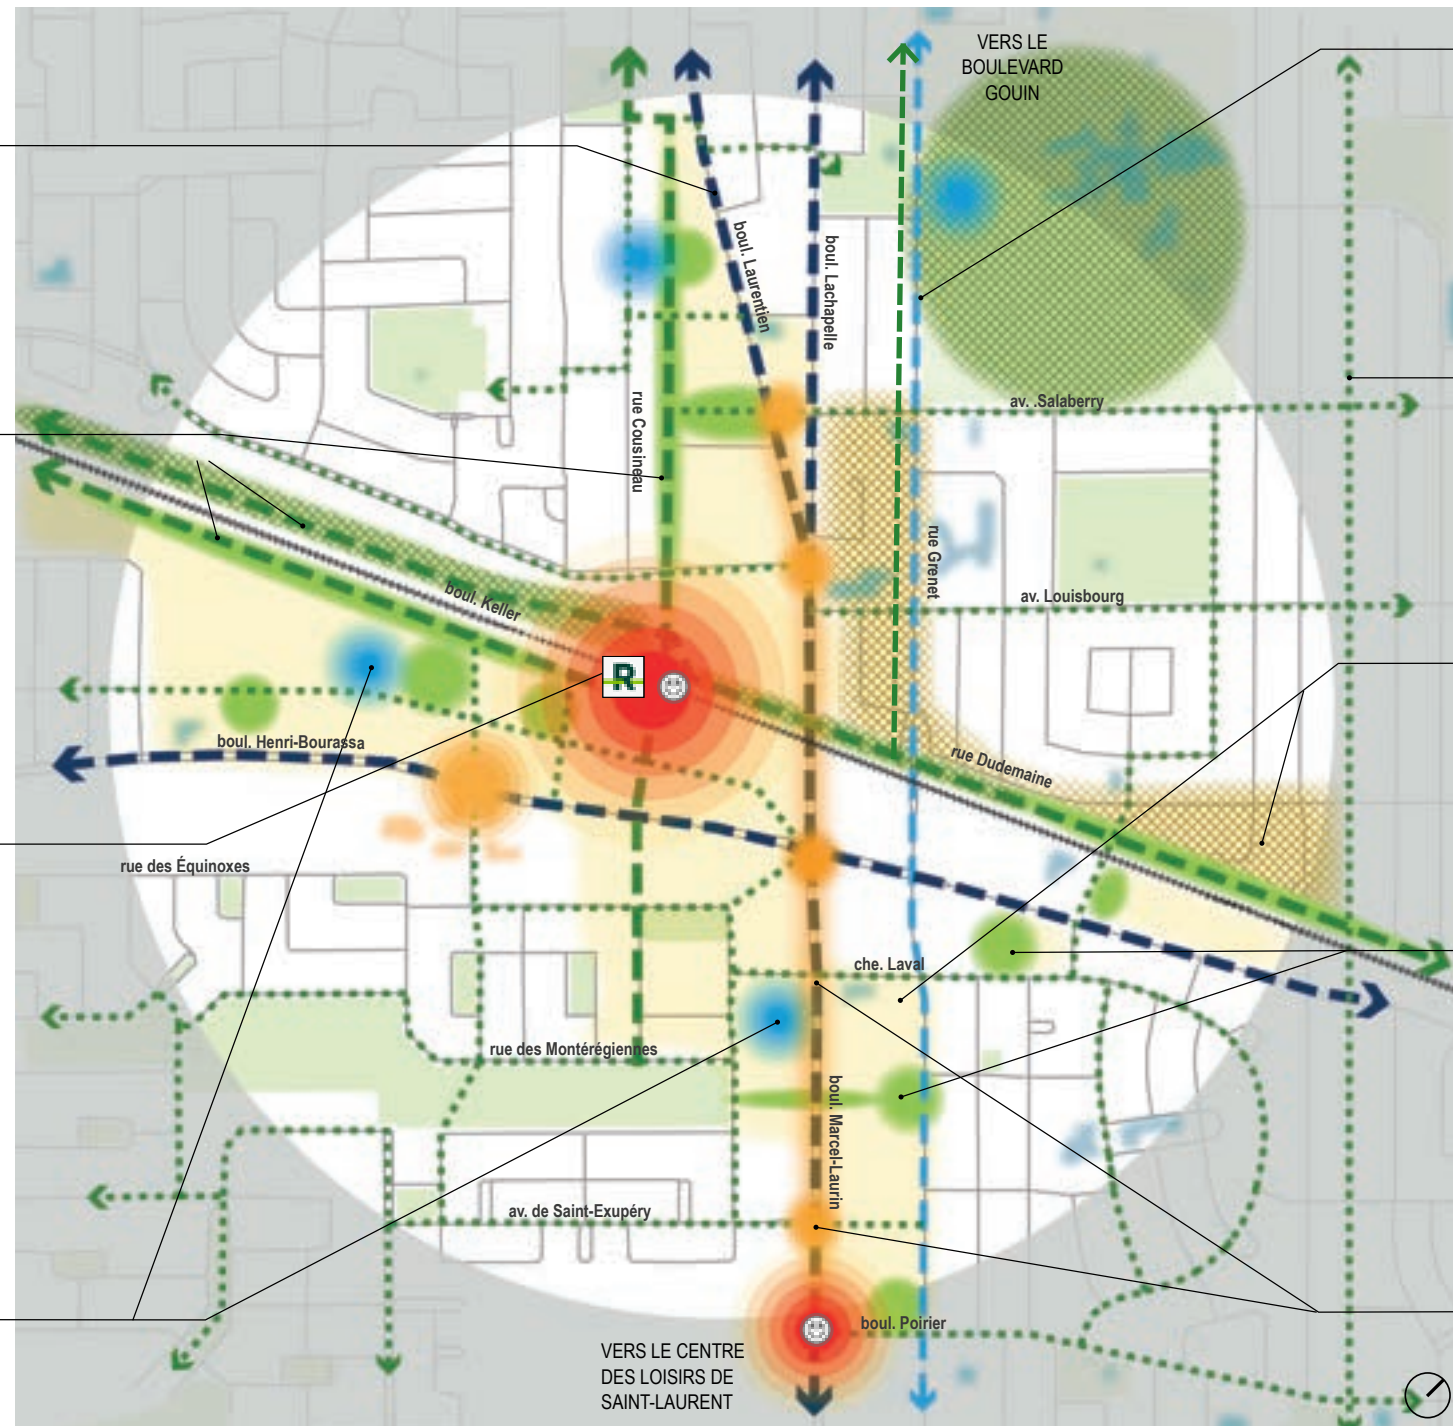 VERS LE
BOULEVARD
GOUIN
boul. Laurentien
boul. Lachapelle
rue Cousineau
av. .Salaberry
rue Grenet
boul. Keller
av. Louisbourg
R
boul. Henri-Bourassa
rue Dudemaine
rue des Équinoxes
che. Laval
rue des Montérégiennes
boul. Marcel-Laurin
av. de Saint-Exupéry
boul. Poirier
VERS LE CENTRE
DES LOISIRS DE
SAINT-LAURENT